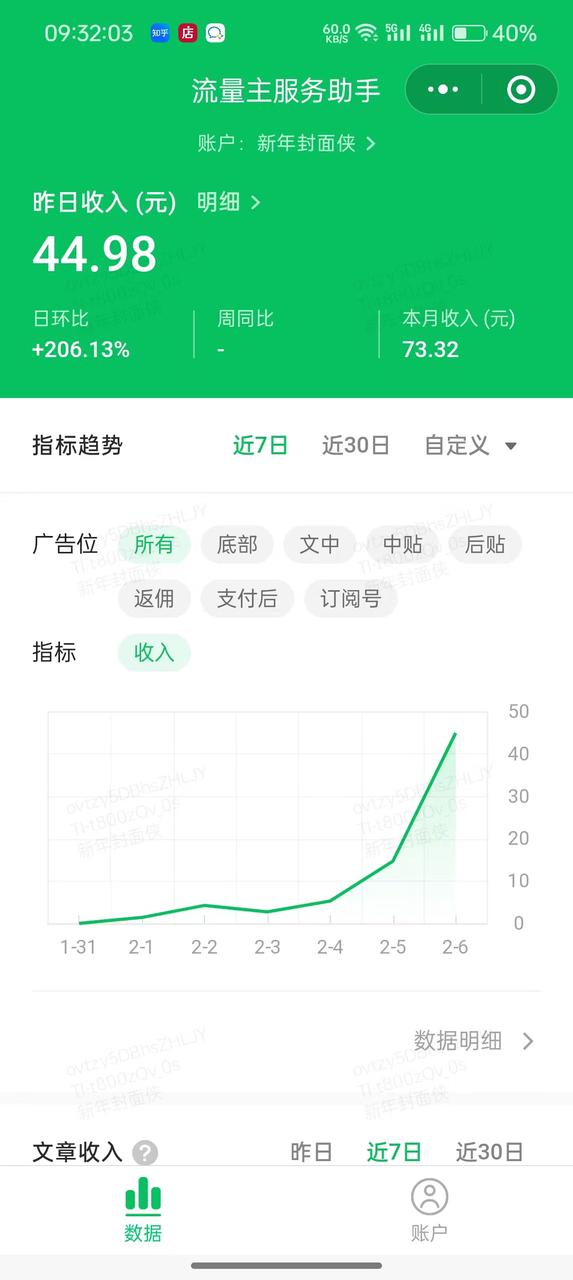 09:32:03 知乎 店 60.0 KB/S 5G 4G 40%
流量主服务助手
账户：新年封面侠
昨日收入 (元) 明细
44.98
日环比 周同比 本月收入 (元)
+206.13% - 73.32
指标趋势 近7日 近30日 自定义
广告位 所有 底部 文中 中贴 后贴
返佣 支付后 订阅号
指标 收入
50
40
30
20
10
0
1-31 2-1 2-2 2-3 2-4 2-5 2-6
数据明细
文章收入 ? 昨日 近7日 近30日
数据 账户
ovtzy5DBhsZHLJY
TI-t800zQv_0s
新年封面侠